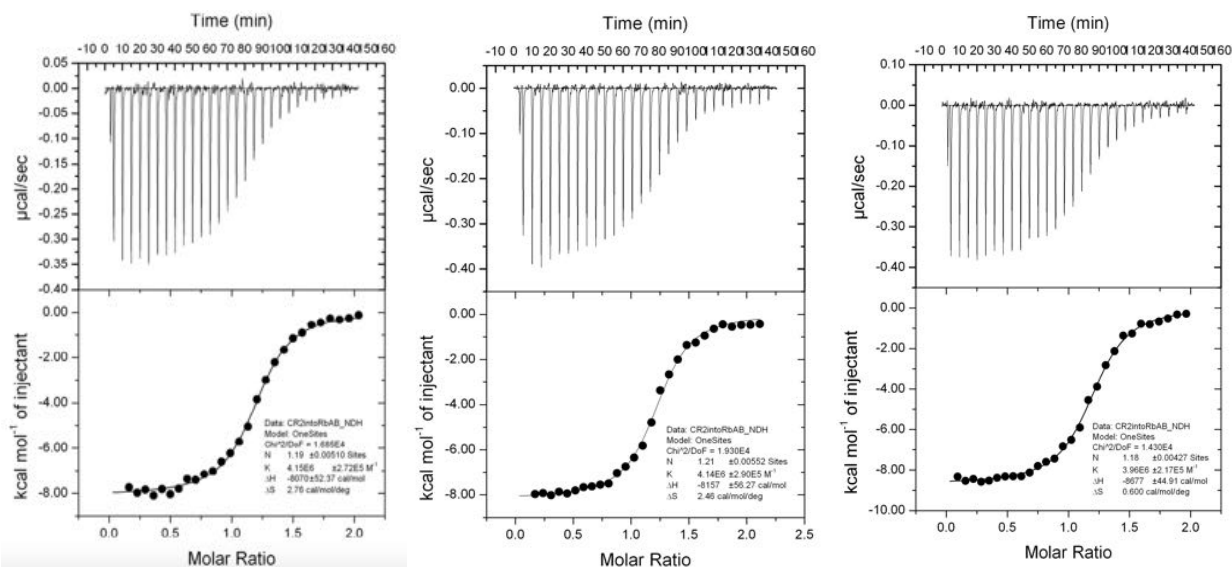 Time (min)
-10 0 10 20 30 40 50 60 70 80 90 100 110 120 130 140 150 160
0.05
0.00
-0.05
-0.10
-0.15
-0.20
-0.25
-0.30
-0.35
-0.40
µcal/sec
0.00
-2.00
-4.00
-6.00
-8.00
kcal mol⁻¹ of injectant
Data: CR2intoRbAB_NDH
Model: OneSites
Chi^2/DoF = 1.665E4
N 1.19 ±0.00510 Sites
K 4.15E6 ±2.72E5 M⁻¹
ΔH -8070±52.37 cal/mol
ΔS 2.76 cal/mol/deg
0.0 0.5 1.0 1.5 2.0
Molar Ratio
Time (min)
-10 0 10 20 30 40 50 60 70 80 90 100 110 120 130 140 150 160
0.00
-0.10
-0.20
-0.30
-0.40
µcal/sec
0.00
-2.00
-4.00
-6.00
-8.00
kcal mol⁻¹ of injectant
Data: CR2intoRbAB_NDH
Model: OneSites
Chi^2/DoF = 1.930E4
N 1.21 ±0.00552 Sites
K 4.14E6 ±2.90E5 M⁻¹
ΔH -8157 ±56.27 cal/mol
ΔS 2.46 cal/mol/deg
0.0 0.5 1.0 1.5 2.0 2.5
Molar Ratio
Time (min)
-10 0 10 20 30 40 50 60 70 80 90 100 110 120 130 140 150 160
0.10
0.00
-0.10
-0.20
-0.30
-0.40
-0.50
µcal/sec
0.00
-2.00
-4.00
-6.00
-8.00
-10.00
kcal mol⁻¹ of injectant
Data: CR2intoRbAB_NDH
Model: OneSites
Chi^2/DoF = 1.430E4
N 1.18 ±0.00427 Sites
K 3.96E6 ±2.17E5 M⁻¹
ΔH -8677 ±44.91 cal/mol
ΔS 0.600 cal/mol/deg
0.0 0.5 1.0 1.5 2.0
Molar Ratio